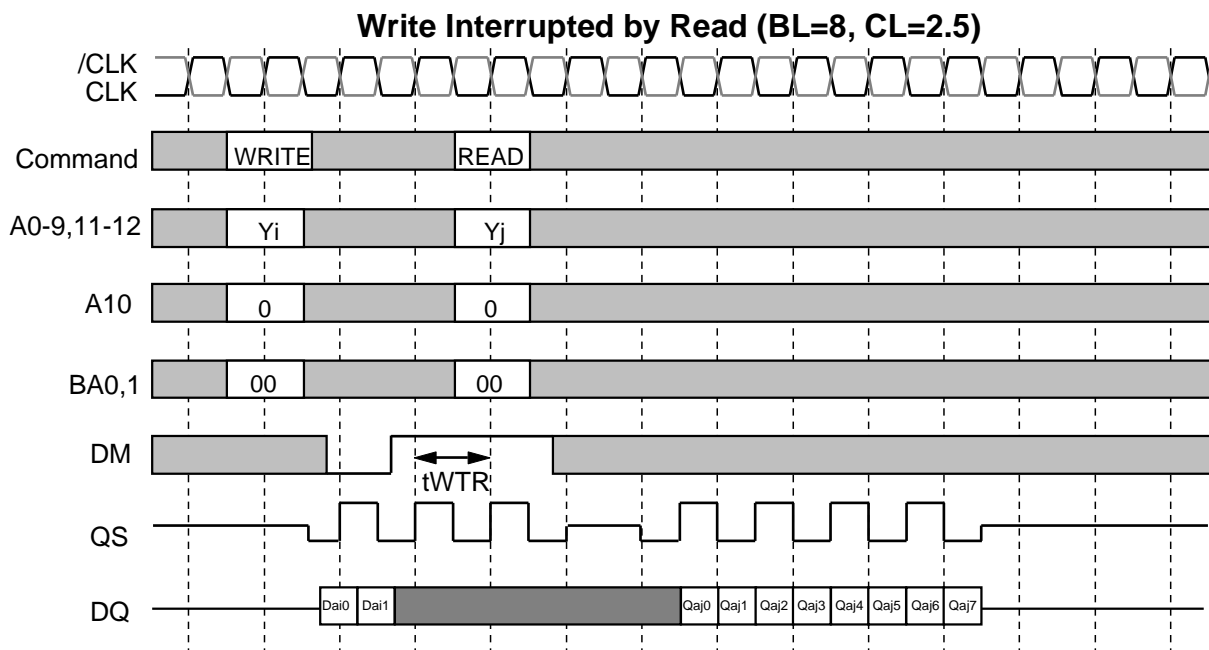 Write Interrupted by Read (BL=8, CL=2.5)
/CLK
CLK
Command WRITE READ
A0-9,11-12 Yi Yj
A10 0 0
BA0,1 00 00
DM
tWTR
QS
DQ Dai0 Dai1 Qaj0 Qaj1 Qaj2 Qaj3 Qaj4 Qaj5 Qaj6 Qaj7